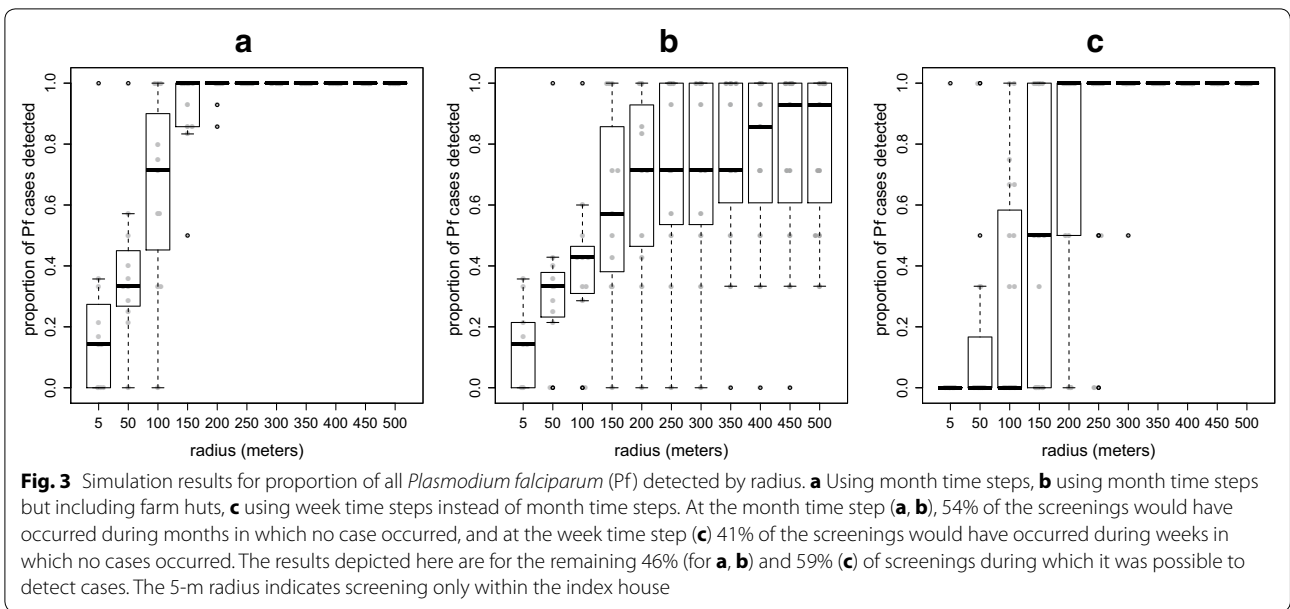 a
b
c
proportion of Pf cases detected
1.0
0.8
0.6
0.4
0.2
0.0
5 50 100 150 200 250 300 350 400 450 500
radius (meters)
proportion of Pf cases detected
1.0
0.8
0.6
0.4
0.2
0.0
5 50 100 150 200 250 300 350 400 450 500
radius (meters)
proportion of Pf cases detected
1.0
0.8
0.6
0.4
0.2
0.0
5 50 100 150 200 250 300 350 400 450 500
radius (meters)
Fig. 3 Simulation results for proportion of all Plasmodium falciparum (Pf) detected by radius. a Using month time steps, b using month time steps
but including farm huts, c using week time steps instead of month time steps. At the month time step (a, b), 54% of the screenings would have
occurred during months in which no case occurred, and at the week time step (c) 41% of the screenings would have occurred during weeks in
which no cases occurred. The results depicted here are for the remaining 46% (for a, b) and 59% (c) of screenings during which it was possible to
detect cases. The 5-m radius indicates screening only within the index house